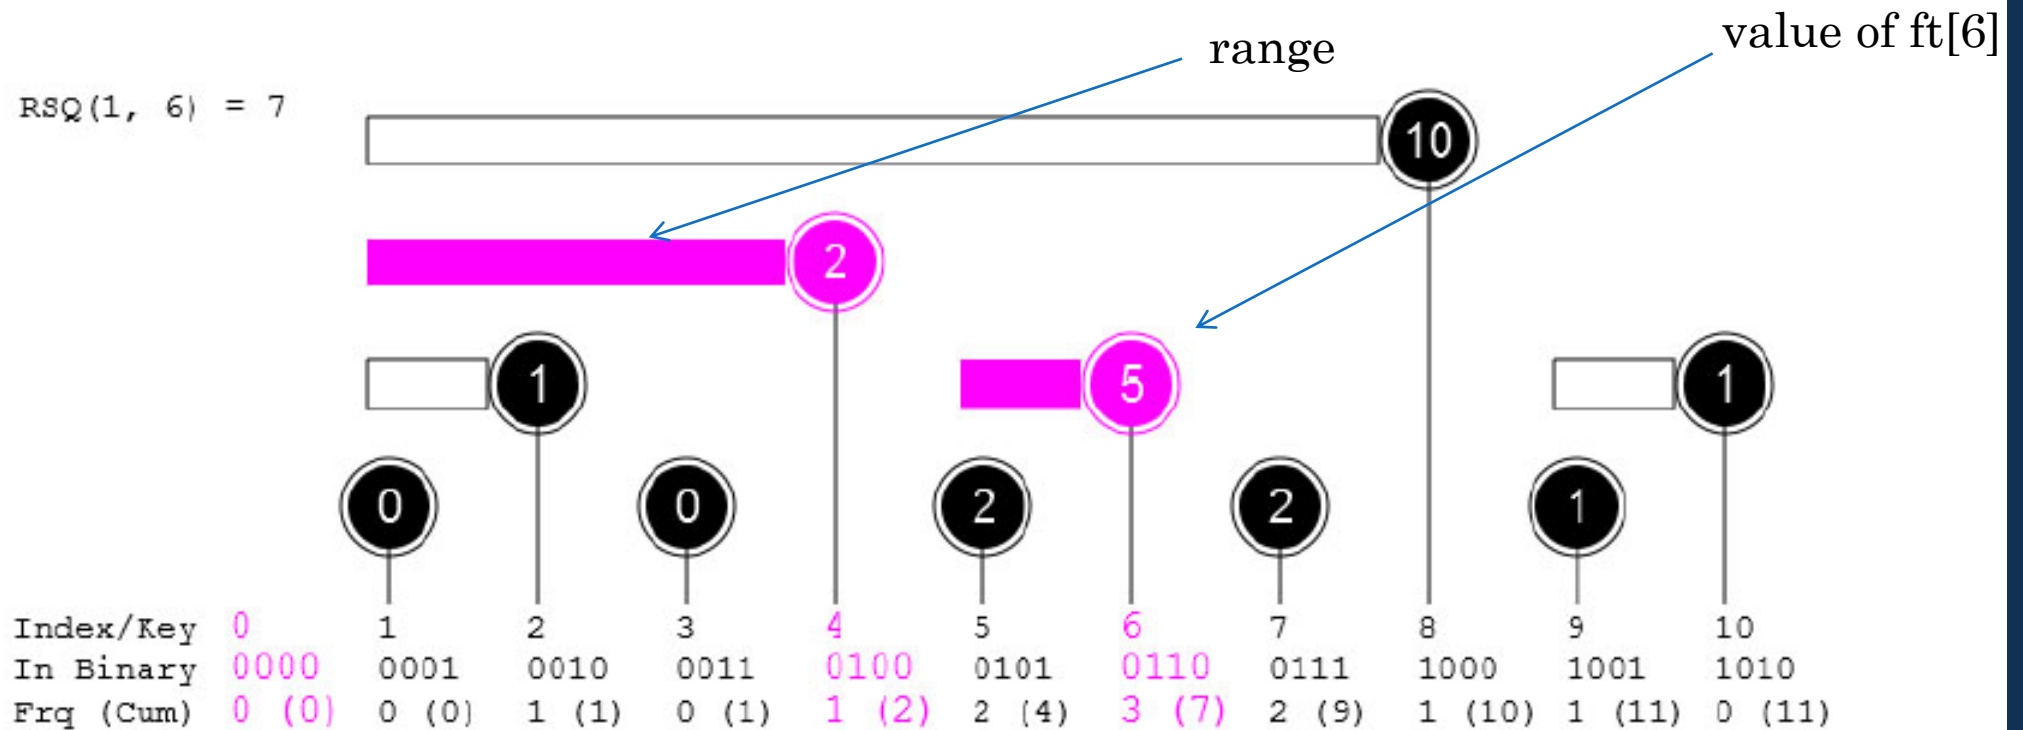 value of ft[6]
range
RSQ(1, 6) = 7
10
2
1 5 1
0 0 2 2 1
Index/Key 0 1 2 3 4 5 6 7 8 9 10
In Binary 0000 0001 0010 0011 0100 0101 0110 0111 1000 1001 1010
Frq (Cum) 0 (0) 0 (0) 1 (1) 0 (1) 1 (2) 2 (4) 3 (7) 2 (9) 1 (10) 1 (11) 0 (11)